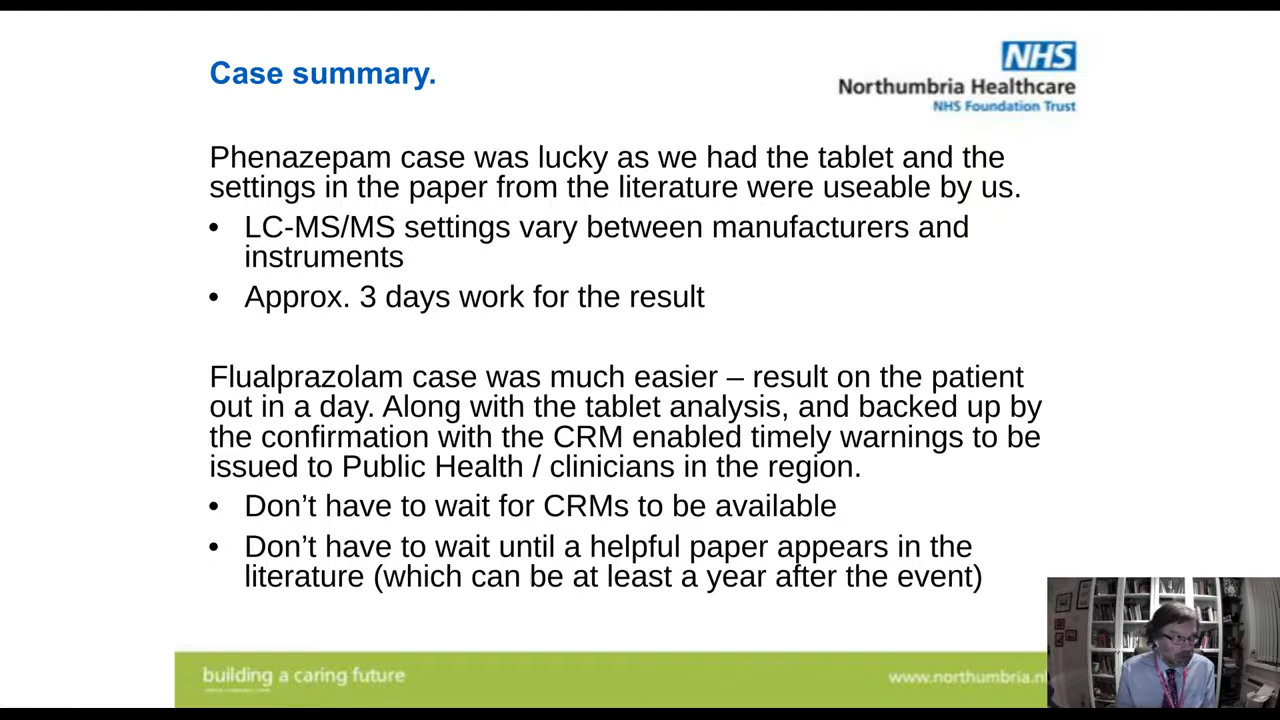 Case summary.
NHS
Northumbria Healthcare
NHS Foundation Trust
Phenazepam case was lucky as we had the tablet and the
settings in the paper from the literature were useable by us.
• LC-MS/MS settings vary between manufacturers and
instruments
• Approx. 3 days work for the result
Flualprazolam case was much easier – result on the patient
out in a day. Along with the tablet analysis, and backed up by
the confirmation with the CRM enabled timely warnings to be
issued to Public Health / clinicians in the region.
• Don’t have to wait for CRMs to be available
• Don’t have to wait until a helpful paper appears in the
literature (which can be at least a year after the event)
building a caring future
www.northumbria.n